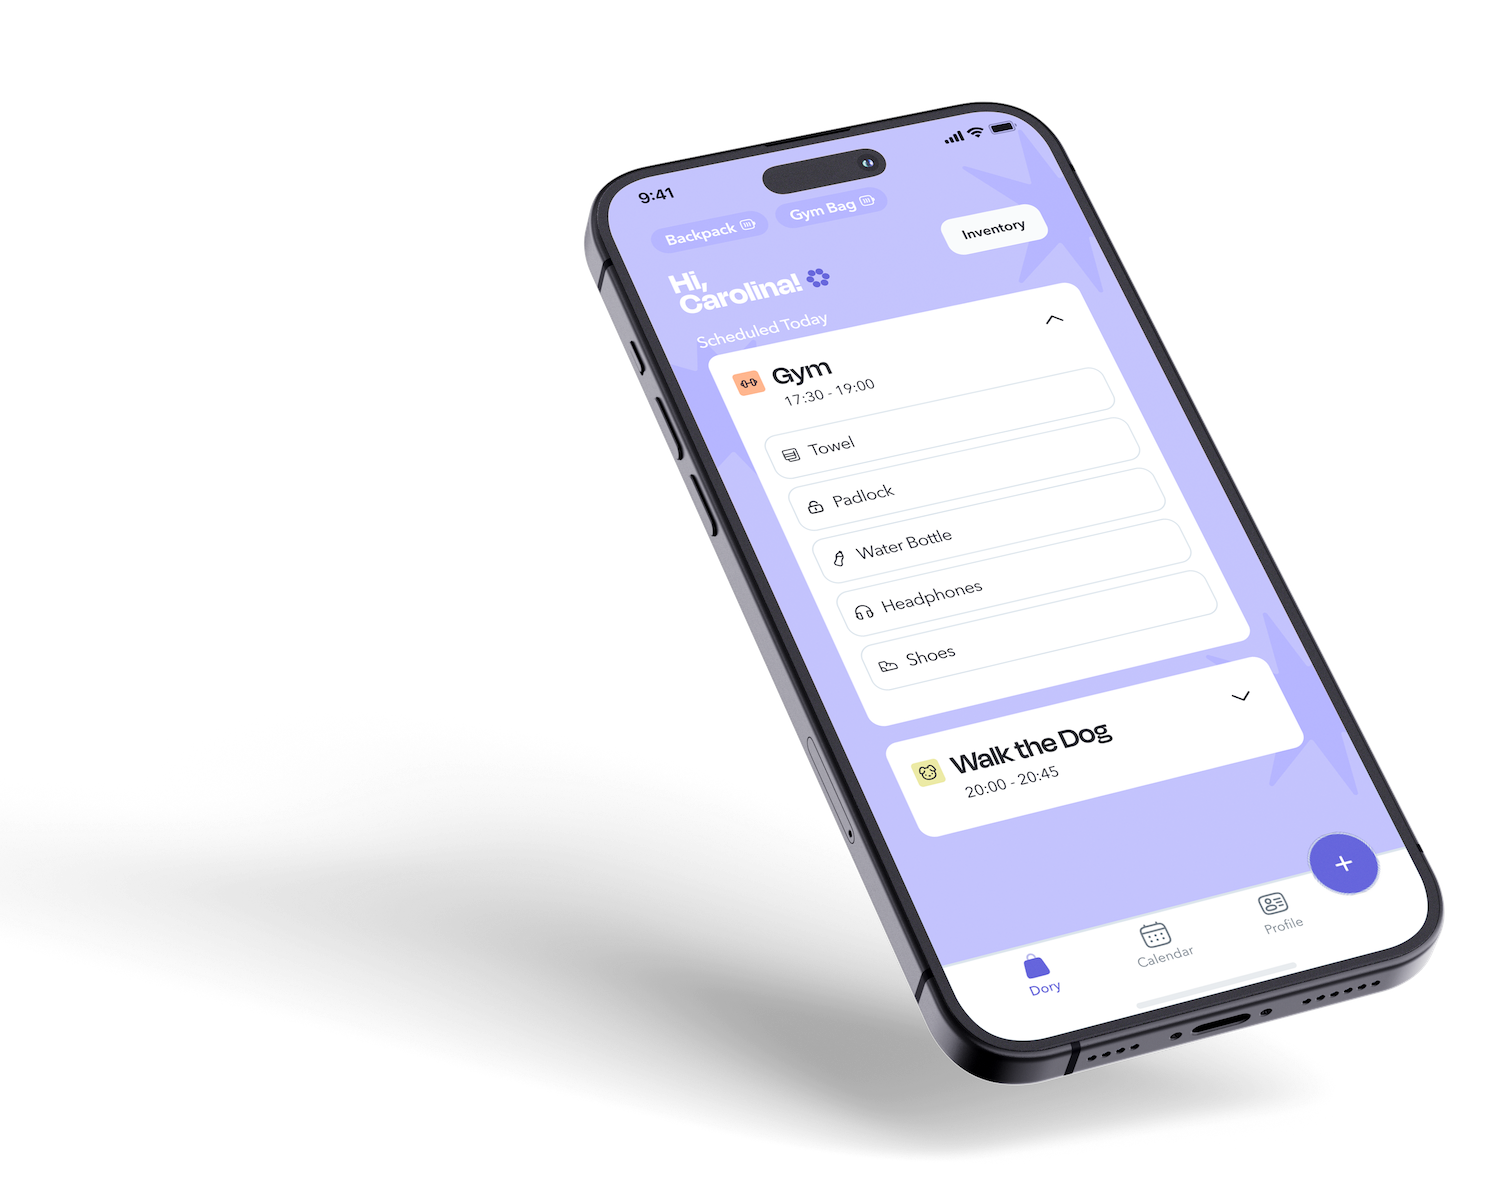 9:41
Backpack
Gym Bag
Inventory
Hi,
Carolina!
Scheduled Today
Gym
17:30 - 19:00
Towel
Padlock
Water Bottle
Headphones
Shoes
Walk the Dog
20:00 - 20:45
+
Dory
Calendar
Profile